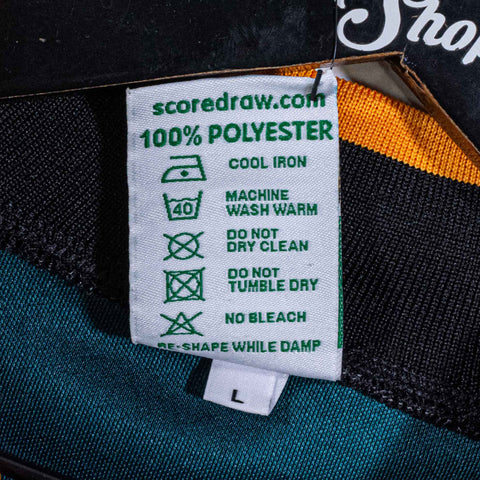 Shop
scoredraw.com
100% POLYESTER
COOL IRON
40
MACHINE
WASH WARM
DO NOT
DRY CLEAN
DO NOT
TUMBLE DRY
NO BLEACH
RE-SHAPE WHILE DAMP
L